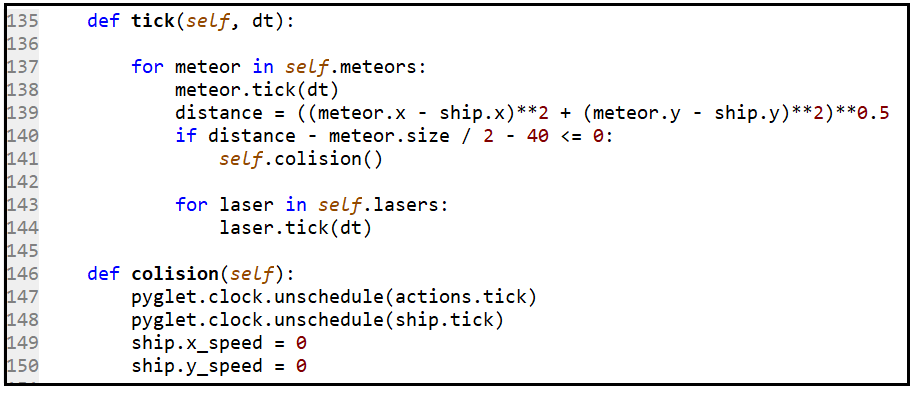 135     def tick(self, dt):
136
137         for meteor in self.meteors:
138             meteor.tick(dt)
139             distance = ((meteor.x - ship.x)**2 + (meteor.y - ship.y)**2)**0.5
140             if distance - meteor.size / 2 - 40 <= 0:
141                 self.colision()
142
143             for laser in self.lasers:
144                 laser.tick(dt)
145
146     def colision(self):
147         pyglet.clock.unschedule(actions.tick)
148         pyglet.clock.unschedule(ship.tick)
149         ship.x_speed = 0
150         ship.y_speed = 0